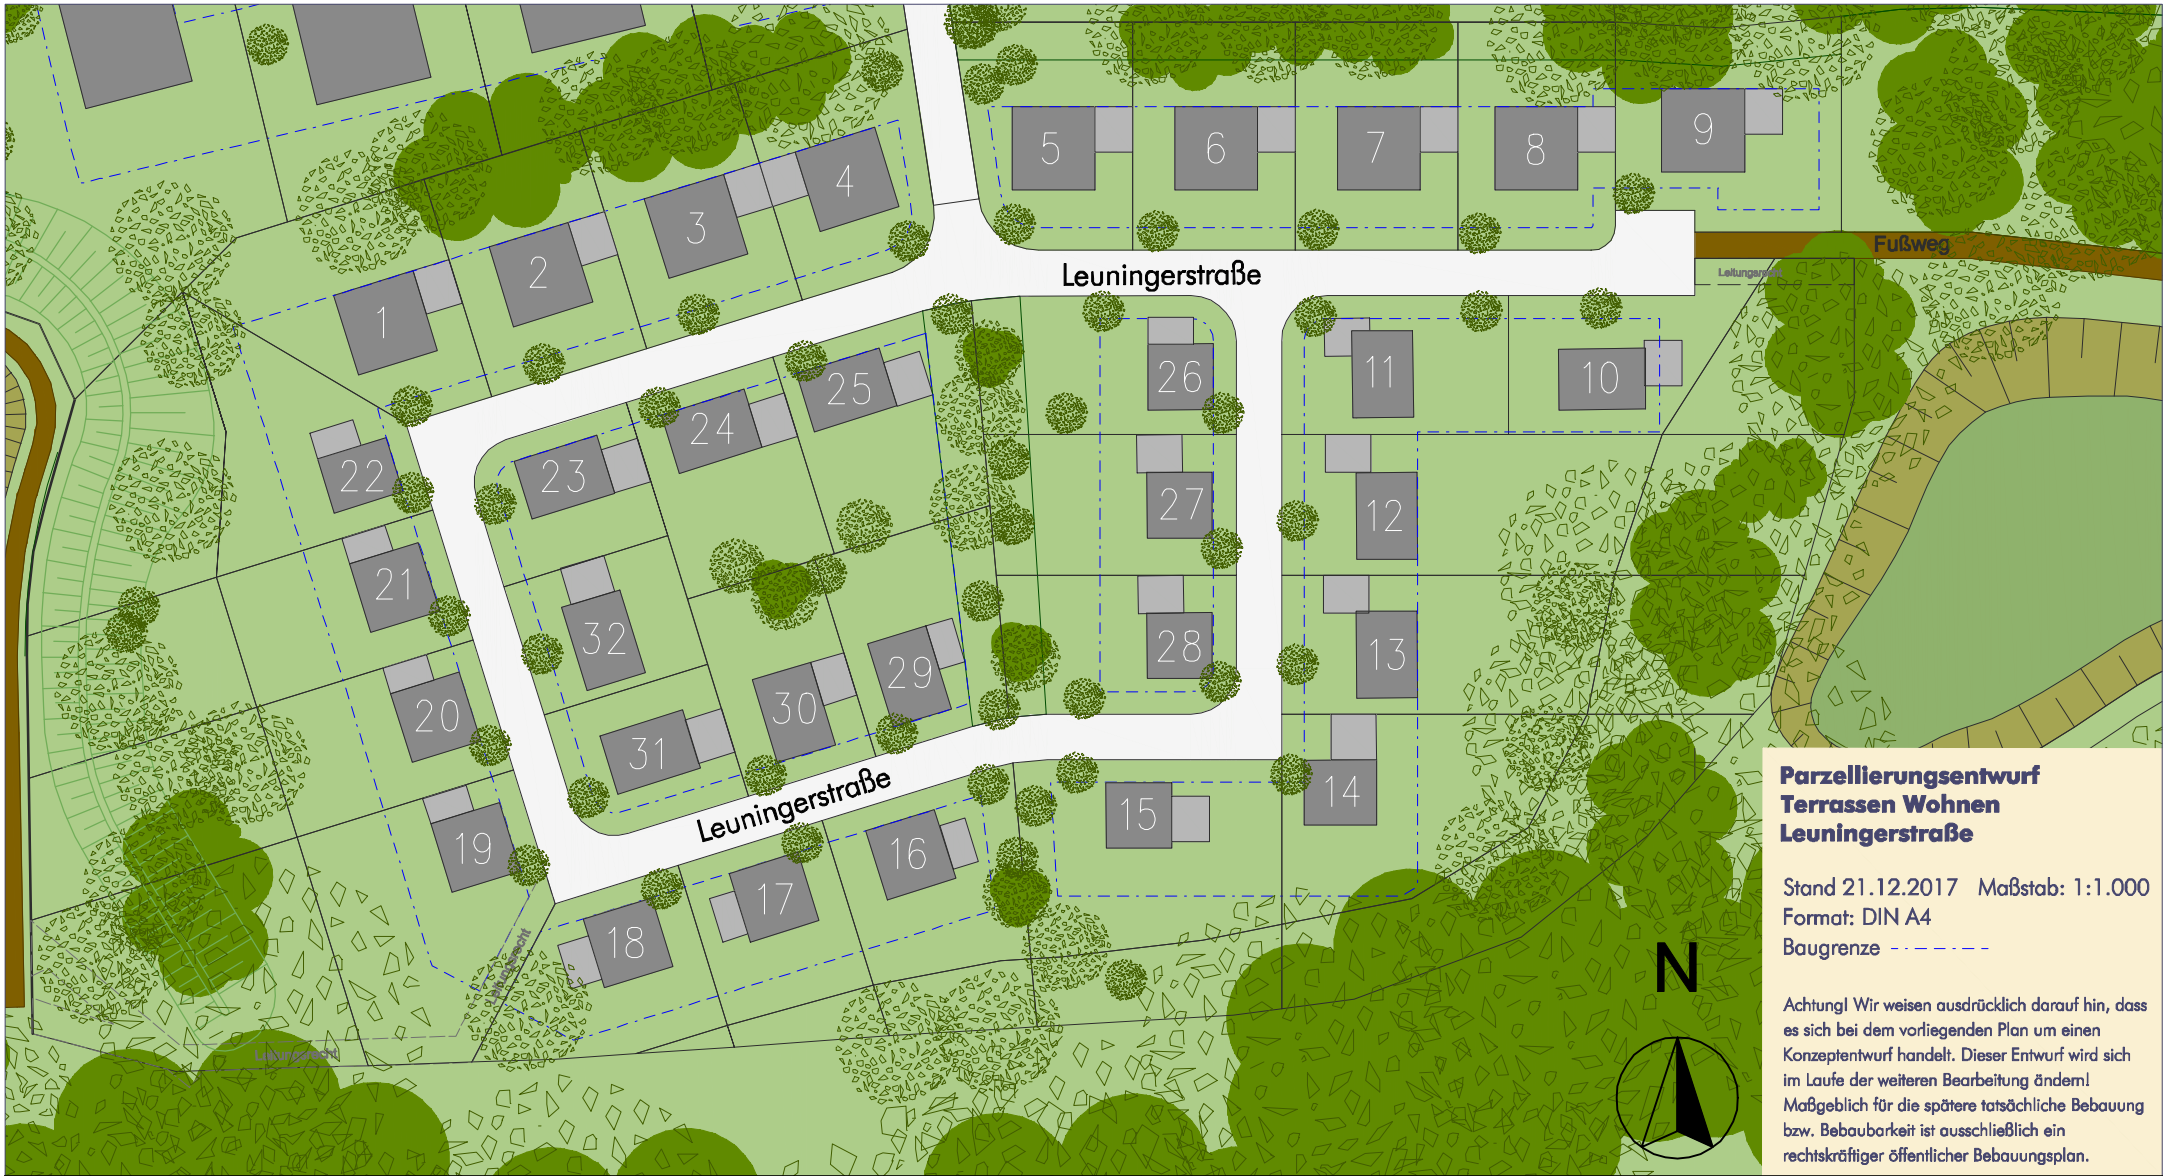 4
5
6
7
8
9
3
2
1
Fußweg
Leuningerstraße
Leitungsrecht
25
26
11
10
24
23
22
27
12
21
32
28
13
29
30
20
31
14
15
Leuningerstraße
19
16
17
18
Leitungsrecht
Leitungsrecht
N
Parzellierungsentwurf
Terrassen Wohnen
Leuningerstraße
Stand 21.12.2017 Maßstab: 1:1.000
Format: DIN A4
Baugrenze
Achtung! Wir weisen ausdrücklich darauf hin, dass
es sich bei dem vorliegenden Plan um einen
Konzeptentwurf handelt. Dieser Entwurf wird sich
im Laufe der weiteren Bearbeitung ändern!
Maßgeblich für die spätere tatsächliche Bebauung
bzw. Bebaubarkeit ist ausschließlich ein
rechtskräftiger öffentlicher Bebauungsplan.